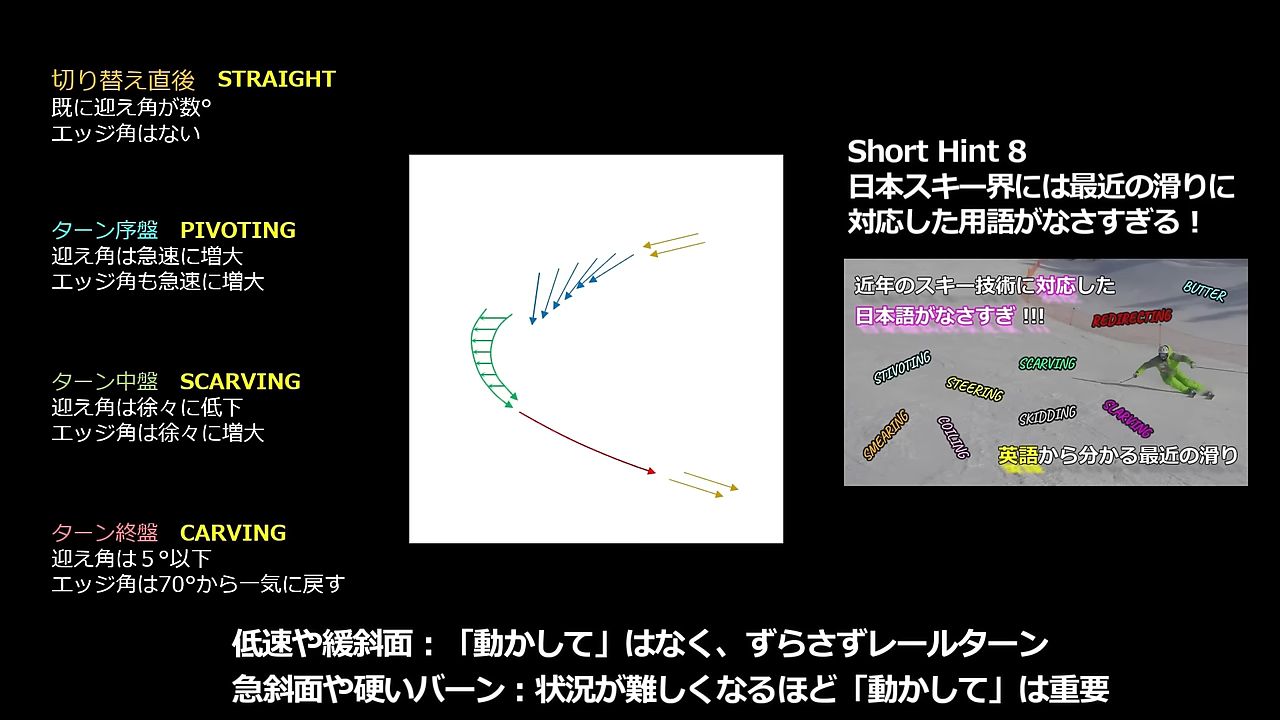 切り替え直後 STRAIGHT
既に迎え角が数°
エッジ角はない
ターン序盤 PIVOTING
迎え角は急速に増大
エッジ角も急速に増大
ターン中盤 SCARVING
迎え角は徐々に低下
エッジ角は徐々に増大
ターン終盤 CARVING
迎え角は５°以下
エッジ角は70°から一気に戻す
Short Hint 8
日本スキー界には最近の滑りに
対応した用語がなさすぎる！
近年のスキー技術に対応した
日本語がなさすぎ !!!
BUTTER
REDIRECTING
STIVOTING
SCARVING
STEERING
SKIDDING
SLARVING
SMEARING
COILING
英語から分かる最近の滑り
低速や緩斜面：「動かして」はなく、ずらさずレールターン
急斜面や硬いバーン：状況が難しくなるほど「動かして」は重要